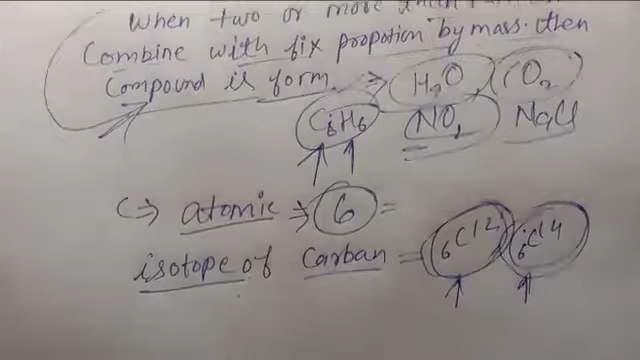 When two or more
Combine with fix propotion by mass. then
Compound is form ⇒ H2O, CO2
C6H6 NO2 NaCl
C ⇒ atomic ⇒ 6 =
isotope of Carban = 6C12 6C14